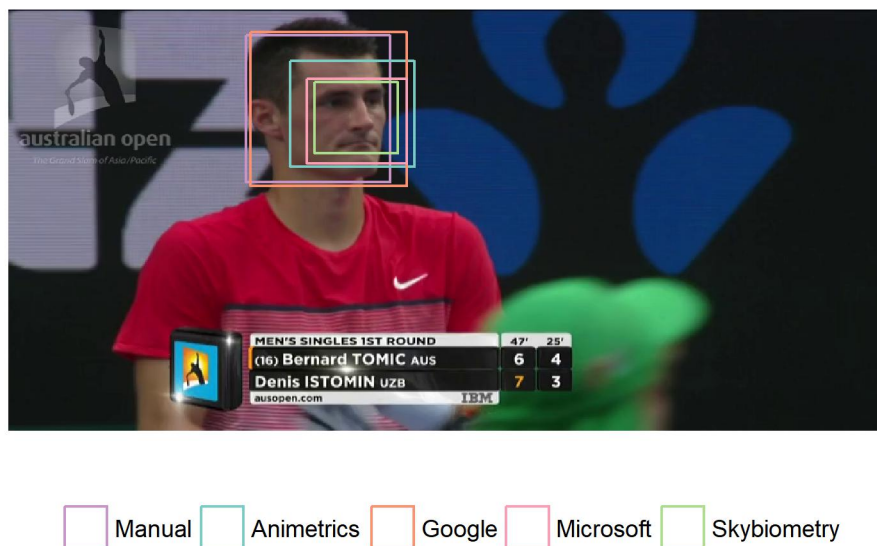 australian open
The Grand Slam of Asia/Pacific
MEN'S SINGLES 1ST ROUND 47' 25'
(16) Bernard TOMIC AUS 6 4
Denis ISTOMIN UZB 7 3
ausopen.com IBM
Manual Animetrics Google Microsoft Skybiometry